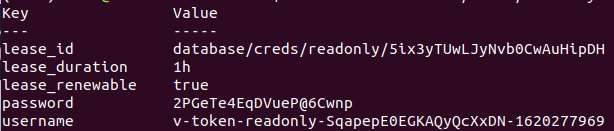 Key Value
--- -----
lease_id database/creds/readonly/5ix3yTUwLJyNvb0CwAuHipDH
lease_duration 1h
lease_renewable true
password 2PGeTe4EqDVueP@6Cwnp
username v-token-readonly-SqapepE0EGKAQyQcXxDN-1620277969